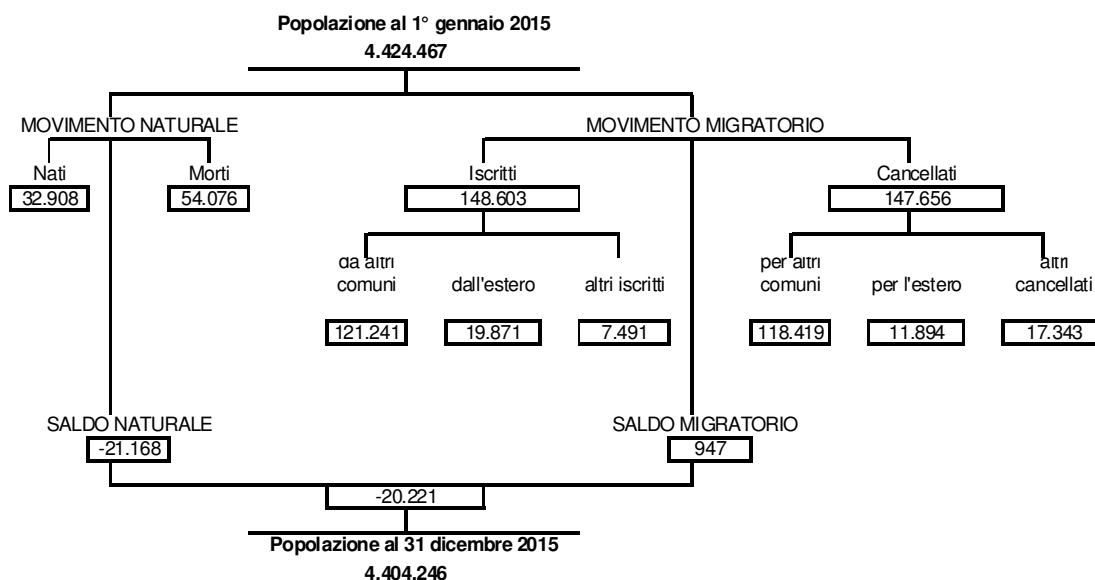 Popolazione al 1° gennaio 2015
4.424.467
MOVIMENTO NATURALE
MOVIMENTO MIGRATORIO
Nati
Morti
Iscritti
Cancellati
32.908
54.076
148.603
147.656
da altri
comuni
dall'estero
altri iscritti
per altri
comuni
per l'estero
altri
cancellati
121.241
19.871
7.491
118.419
11.894
17.343
SALDO NATURALE
SALDO MIGRATORIO
-21.168
947
-20.221
Popolazione al 31 dicembre 2015
4.404.246